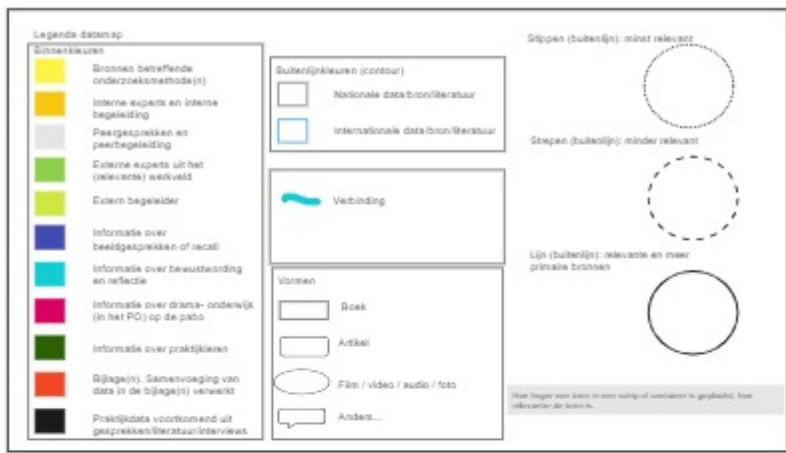 Legenda datamap
Binnenkleuren
Bronnen betreffende
onderzoeksmethode(n)
Interne experts en interne
begeleiding
Peergesprekken en
peerbegeleiding
Externe experts uit het
(relevante) werkveld
Extern begeleider
Informatie over
beeldgesprekken of recall
Informatie over bewustwording
en reflectie
Informatie over drama- onderwijs
(in het PO) op de pabo
Informatie over praktijkleren
Bijlage(n). Samenvoeging van
data in de bijlage(n) verwerkt
Praktijkdata voortkomend uit
gesprekken/literatuur/interviews
Buitenlijnkleuren (contour)
Nationale data/bron/literatuur
Internationale data/bron/literatuur
Verbinding
Vormen
Boek
Artikel
Film / video / audio / foto
Anders...
Stippen (buitenlijn): minst relevant
Strepen (buitenlijn): minder relevant
Lijn (buitenlijn): relevante en meer
primaire bronnen
Hoe hoger een bron in een schip of container is geplaatst, hoe
relevanter de bron is.